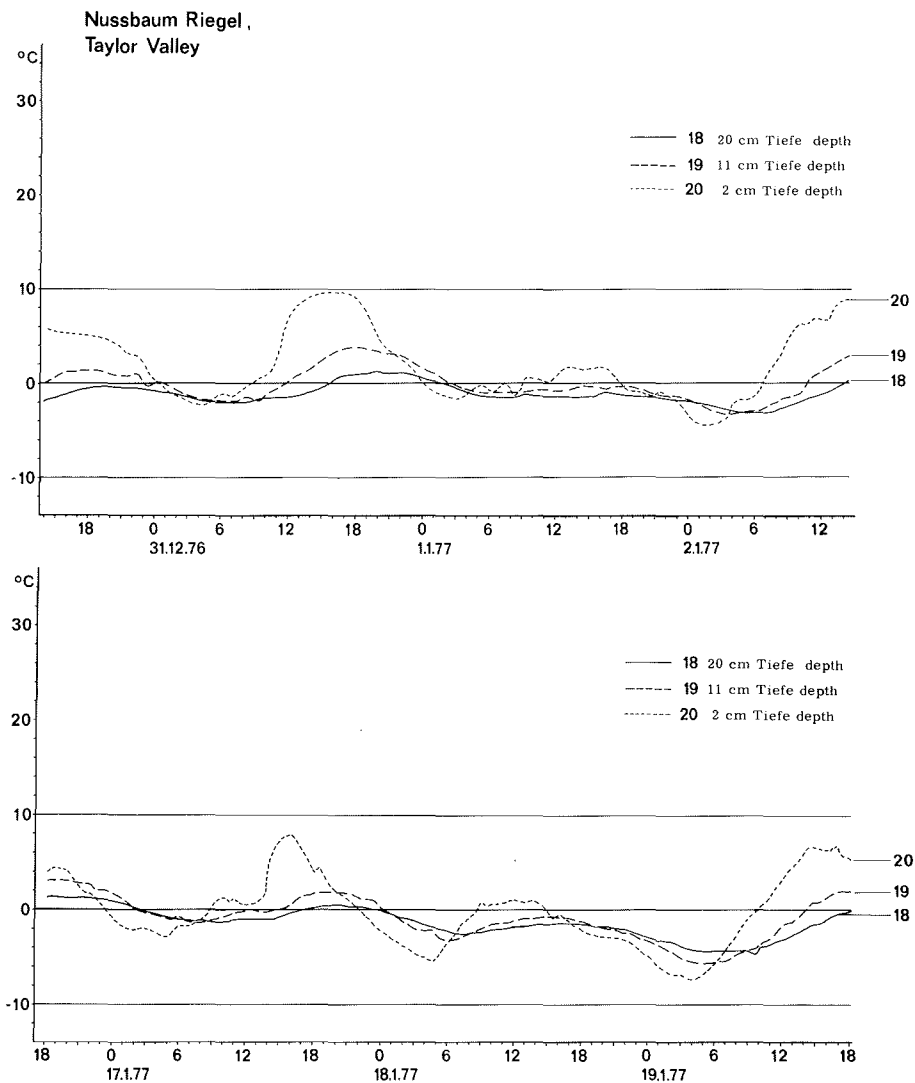 Nussbaum Riegel,
Taylor Valley
°C
30
20
10
0
-10
18 20 cm Tiefe depth
19 11 cm Tiefe depth
20 2 cm Tiefe depth
20
19
18
18 0 6 12 18 0 6 12 18 0 6 12
31.12.76 1.1.77 2.1.77
°C
30
20
10
0
-10
18 20 cm Tiefe depth
19 11 cm Tiefe depth
20 2 cm Tiefe depth
20
19
18
18 0 6 12 18 0 6 12 18 0 6 12 18
17.1.77 18.1.77 19.1.77